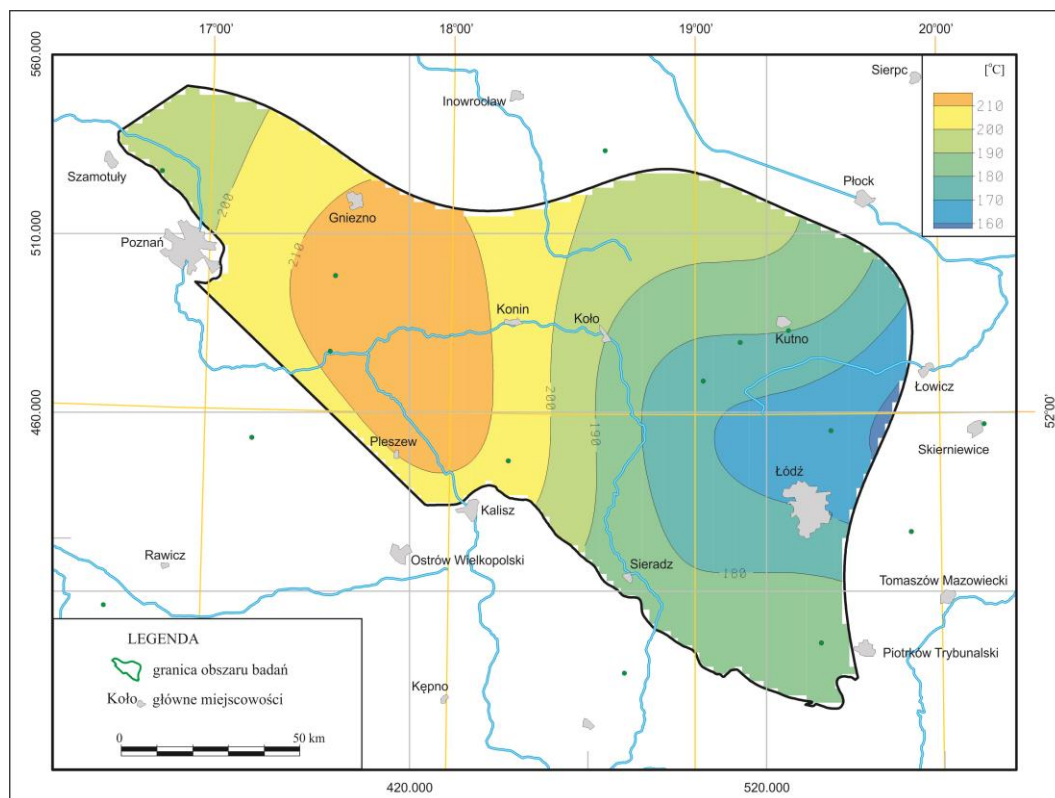 17°00'
18°00'
19°00'
20°00'
560.000
510.000
460.000
52°00'
420.000
520.000
[°C]
210
200
190
180
170
160
Sierpc
Inowrocław
Szamotuły
Płock
Gniezno
Poznań
Konin
Koło
Kutno
Łowicz
Skierniewice
Pleszew
Łódź
Kalisz
Rawicz
Ostrów Wielkopolski
Sieradz
Tomaszów Mazowiecki
Piotrków Trybunalski
Kępno
200
210
200
190
180
LEGENDA
granica obszaru badań
Koło główne miejscowości
0 50 km